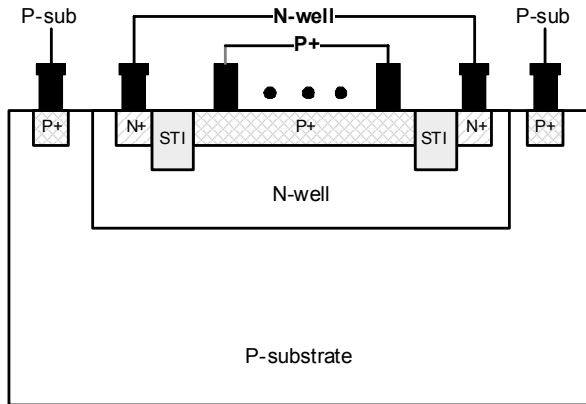 P-sub N-well P-sub
P+
P+ N+ STI P+ STI N+ P+
N-well
P-substrate